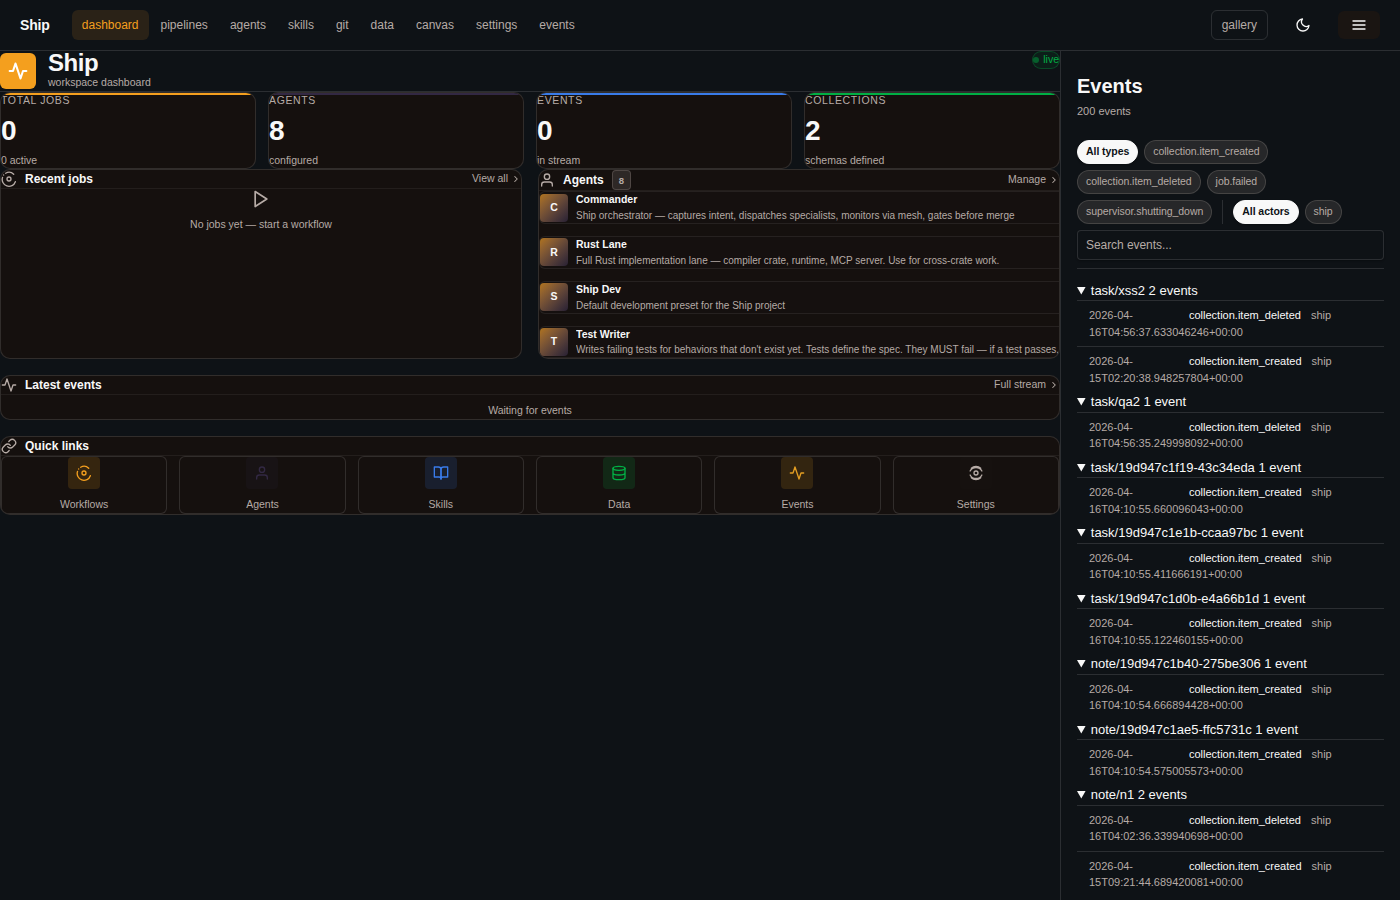 Ship
dashboard
pipelines
agents
skills
git
data
canvas
settings
events
gallery
Ship
workspace dashboard
live
TOTAL JOBS
0
0 active
AGENTS
8
configured
EVENTS
0
in stream
COLLECTIONS
2
schemas defined
Recent jobs
View all
No jobs yet — start a workflow
Agents 8
Manage
C
Commander
Ship orchestrator — captures intent, dispatches specialists, monitors via mesh, gates before merge
R
Rust Lane
Full Rust implementation lane — compiler crate, runtime, MCP server. Use for cross-crate work.
S
Ship Dev
Default development preset for the Ship project
T
Test Writer
Writes failing tests for behaviors that don't exist yet. Tests define the spec. They MUST fail — if a test passes,
Latest events
Full stream
Waiting for events
Quick links
Workflows
Agents
Skills
Data
Events
Settings
Events
200 events
All types
collection.item_created
collection.item_deleted
job.failed
supervisor.shutting_down
All actors
ship
Search events...
task/xss2 2 events
2026-04-
16T04:56:37.633046246+00:00
collection.item_deleted
ship
2026-04-
15T02:20:38.948257804+00:00
collection.item_created
ship
task/qa2 1 event
2026-04-
16T04:56:35.249998092+00:00
collection.item_deleted
ship
task/19d947c1f19-43c34eda 1 event
2026-04-
16T04:10:55.660096043+00:00
collection.item_created
ship
task/19d947c1e1b-ccaa97bc 1 event
2026-04-
16T04:10:55.411666191+00:00
collection.item_created
ship
task/19d947c1d0b-e4a66b1d 1 event
2026-04-
16T04:10:55.122460155+00:00
collection.item_created
ship
note/19d947c1b40-275be306 1 event
2026-04-
16T04:10:54.666894428+00:00
collection.item_created
ship
note/19d947c1ae5-ffc5731c 1 event
2026-04-
16T04:10:54.575005573+00:00
collection.item_created
ship
note/n1 2 events
2026-04-
16T04:02:36.339940698+00:00
collection.item_deleted
ship
2026-04-
15T09:21:44.689420081+00:00
collection.item_created
ship